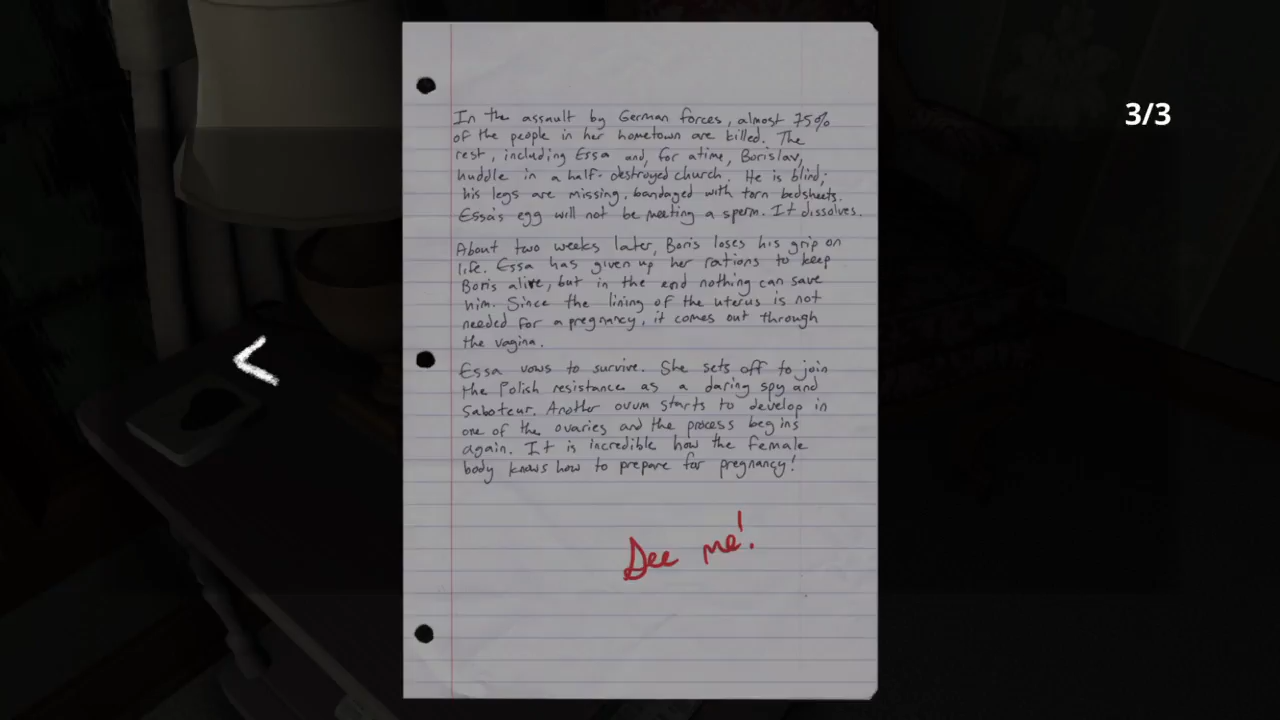 3/3
In the assault by German forces, almost 75%
of the people in her hometown are killed. The
rest, including Essa and, for atime, Borislav,
huddle in a half-destroyed church. He is blind;
his legs are missing, bandaged with torn bedsheets.
Essa's egg will not be meeting a sperm. It dissolves.
About two weeks later, Boris loses his grip on
life. Essa has given up her rations to keep
Boris alive, but in the end nothing can save
him. Since the lining of the uterus is not
needed for a pregnancy, it comes out through
the vagina.
Essa vows to survive. She sets off to join
the Polish resistance as a daring spy and
Saboteur. Another ovum starts to develop in
one of the ovaries and the process begins
again. It is incredible how the female
body knows how to prepare for pregnancy!
See me!